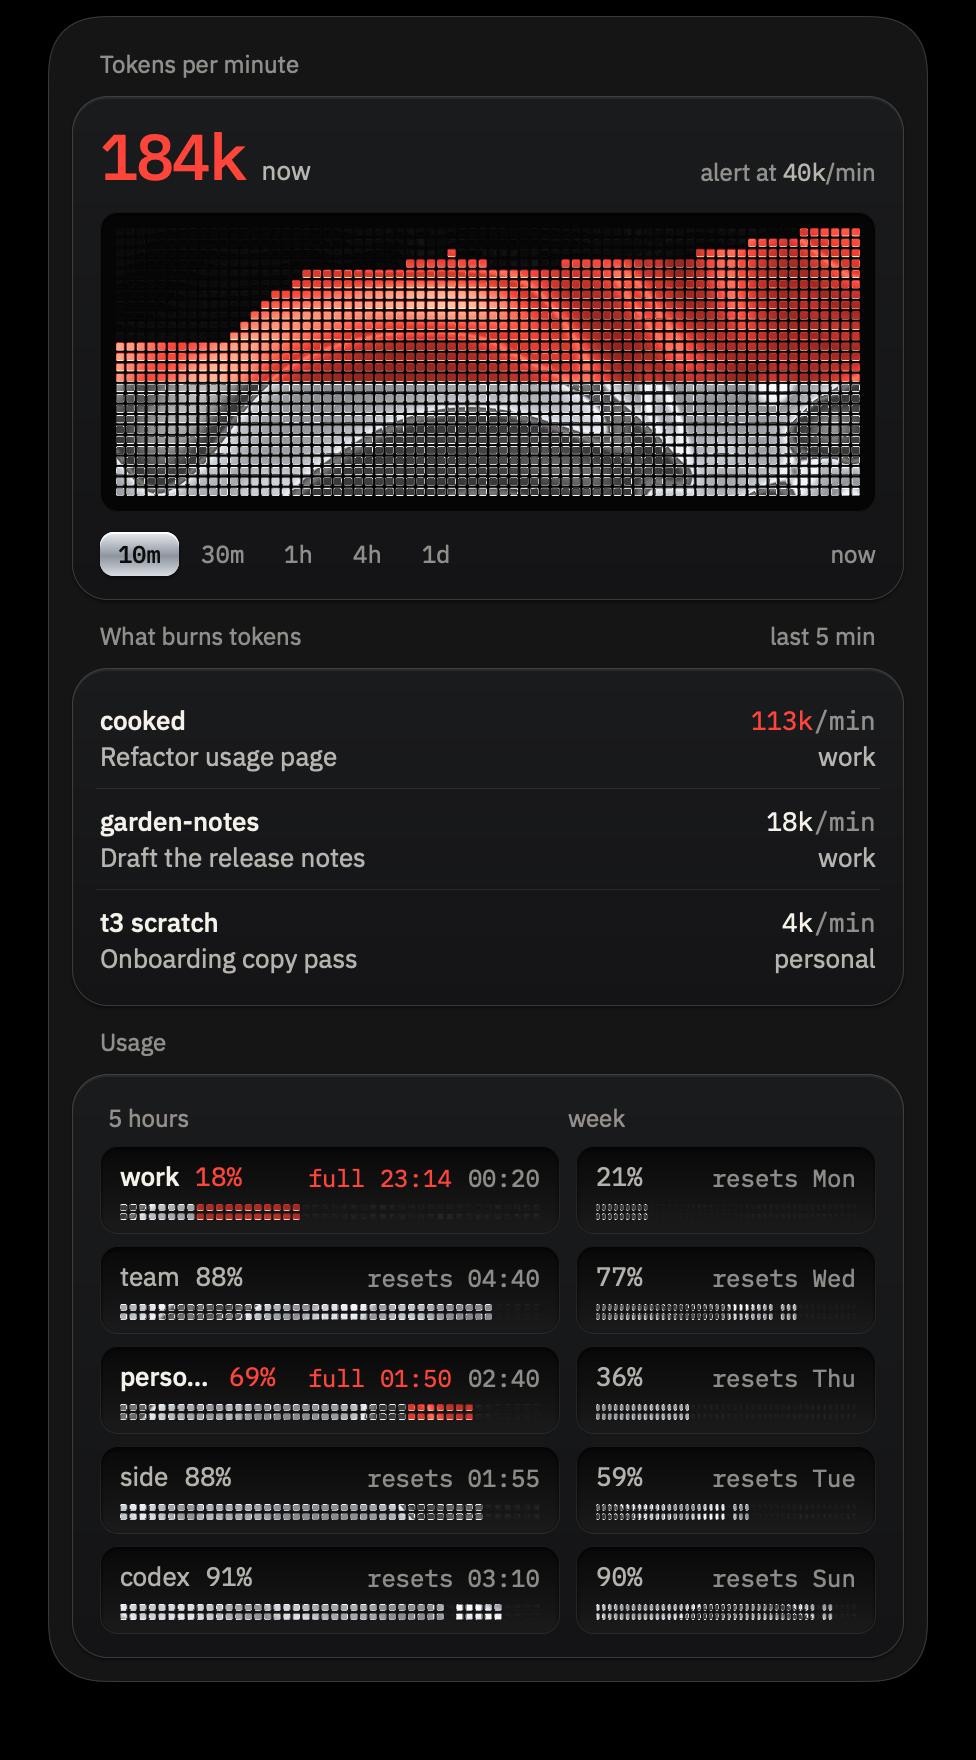 Tokens per minute
184k now alert at 40k/min
10m 30m 1h 4h 1d now
What burns tokens last 5 min
cooked 113k/min
Refactor usage page work
garden-notes 18k/min
Draft the release notes work
t3 scratch 4k/min
Onboarding copy pass personal
Usage
5 hours week
work 18% full 23:14 00:20 21% resets Mon
team 88% resets 04:40 77% resets Wed
perso... 69% full 01:50 02:40 36% resets Thu
side 88% resets 01:55 59% resets Tue
codex 91% resets 03:10 90% resets Sun